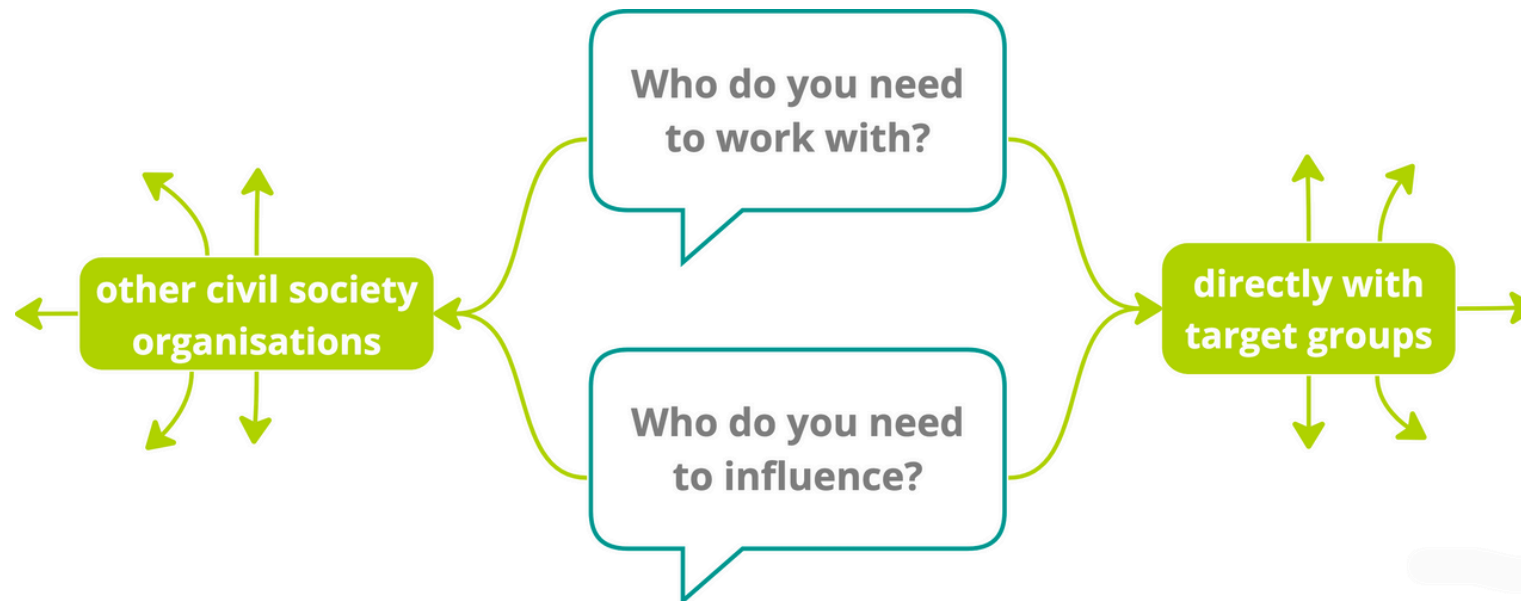 Who do you need
to work with?
other civil society
organisations
directly with
target groups
Who do you need
to influence?